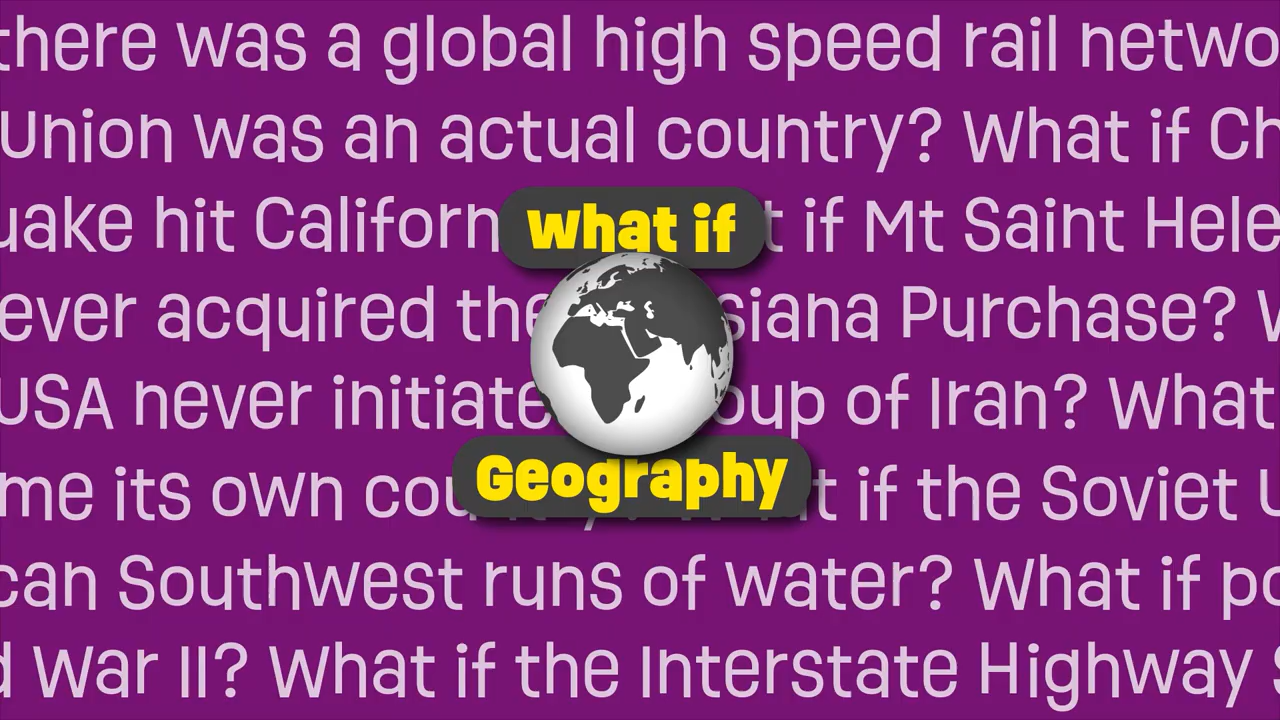 there was a global high speed rail netwo
Union was an actual country? What if Ch
uake hit Californ t if Mt Saint Hele
What if
ever acquired the siana Purchase? W
USA never initiate oup of Iran? What
Geography
me its own cou t if the Soviet U
can Southwest runs of water? What if po
d War II? What if the Interstate Highway S